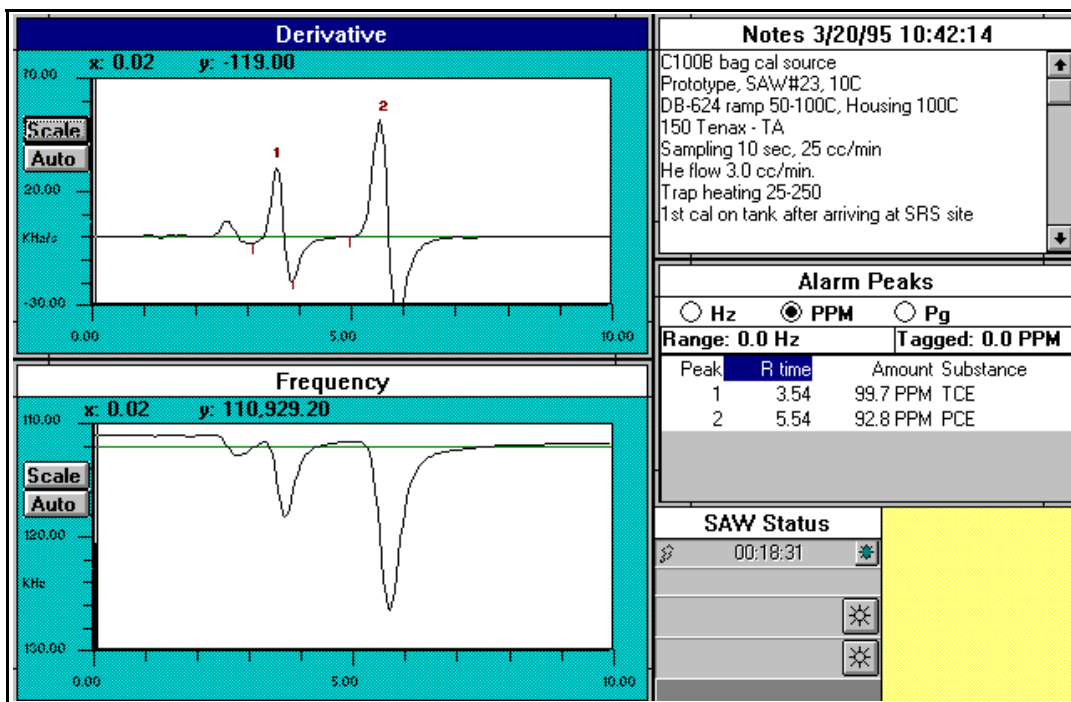 Derivative
x: 0.02 y: -119.00
70.00
Scale
Auto
20.00
KHz/s
-30.00
0.00 5.00 10.00
1
2
Frequency
x: 0.02 y: 110,929.20
110.00
Scale
Auto
120.00
KHz
130.00
0.00 5.00 10.00
Notes 3/20/95 10:42:14
C100B bag cal source
Prototype, SAW#23, 10C
DB-624 ramp 50-100C, Housing 100C
150 Tenax - TA
Sampling 10 sec, 25 cc/min
He flow 3.0 cc/min.
Trap heating 25-250
1st cal on tank after arriving at SRS site
Alarm Peaks
Hz PPM Pg
Range: 0.0 Hz Tagged: 0.0 PPM
Peak R time Amount Substance
1 3.54 99.7 PPM TCE
2 5.54 92.8 PPM PCE
SAW Status
00:18:31